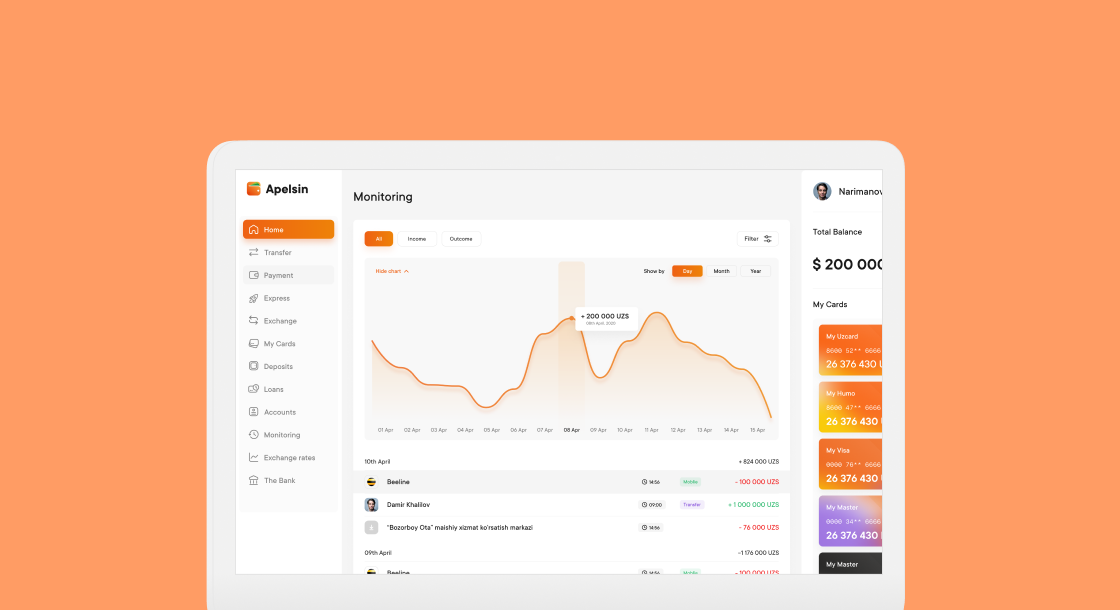 Apelsin
Home
Transfer
Payment
Express
Exchange
My Cards
Deposits
Loans
Accounts
Monitoring
Exchange rates
The Bank
Monitoring
All
Income
Outcome
Filter
Hide chart
Show by
Day
Month
Year
+ 200 000 UZS
08th April, 2020
01 Apr
02 Apr
03 Apr
04 Apr
05 Apr
06 Apr
07 Apr
08 Apr
09 Apr
10 Apr
11 Apr
12 Apr
13 Apr
14 Apr
15 Apr
10th April
+ 824 000 UZS
Beeline
14:56
Mobile
- 100 000 UZS
Damir Khalilov
09:00
Transfer
+ 1 000 000 UZS
"Bozorboy Ota" maishiy xizmat ko'rsatish markazi
14:56
- 76 000 UZS
09th April
-1 176 000 UZS
Beeline
14:56
Mobile
- 100 000 UZS
Narimanov
Total Balance
$ 200 000
My Cards
My Uzcard
8600 52** 6666
26 376 430 U
My Humo
47** 6666
26 376 430
My Visa
0000 78** 6666
26 376 430
My Master
0000 34** 6666
26 376 430
My Master